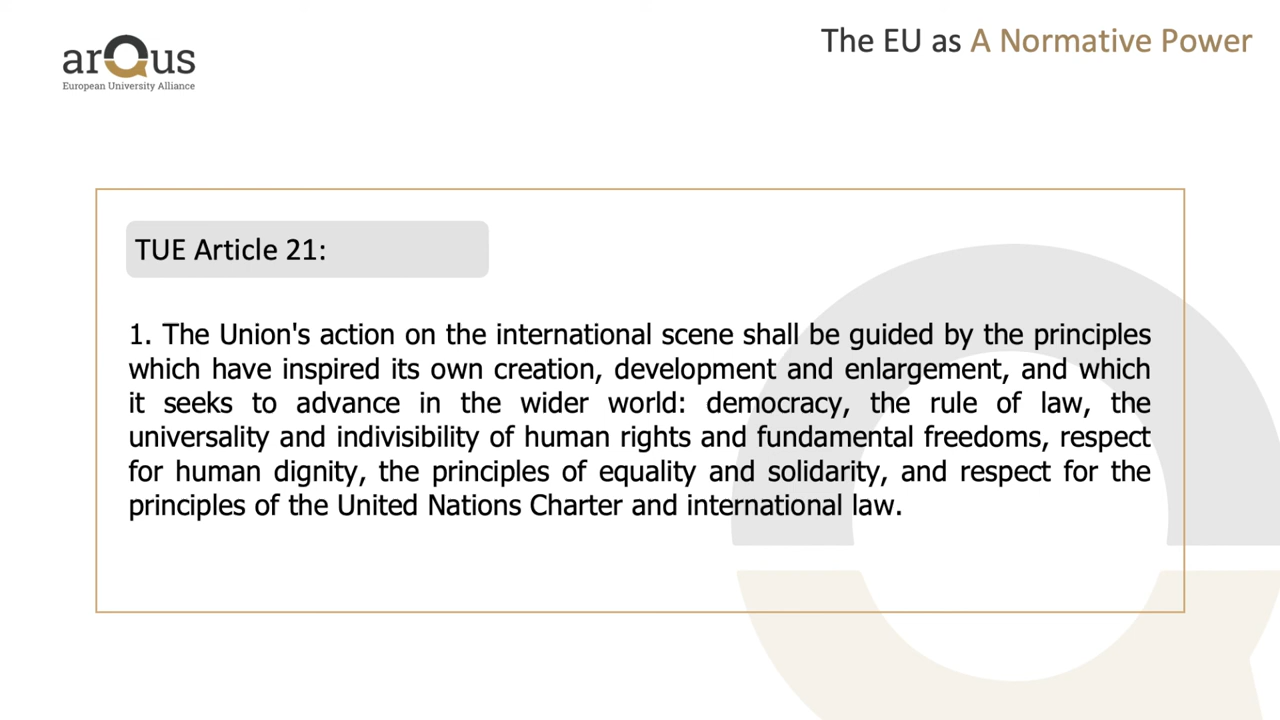 arQus
European University Alliance
The EU as A Normative Power
TUE Article 21:
1. The Union's action on the international scene shall be guided by the principles
which have inspired its own creation, development and enlargement, and which
it seeks to advance in the wider world: democracy, the rule of law, the
universality and indivisibility of human rights and fundamental freedoms, respect
for human dignity, the principles of equality and solidarity, and respect for the
principles of the United Nations Charter and international law.